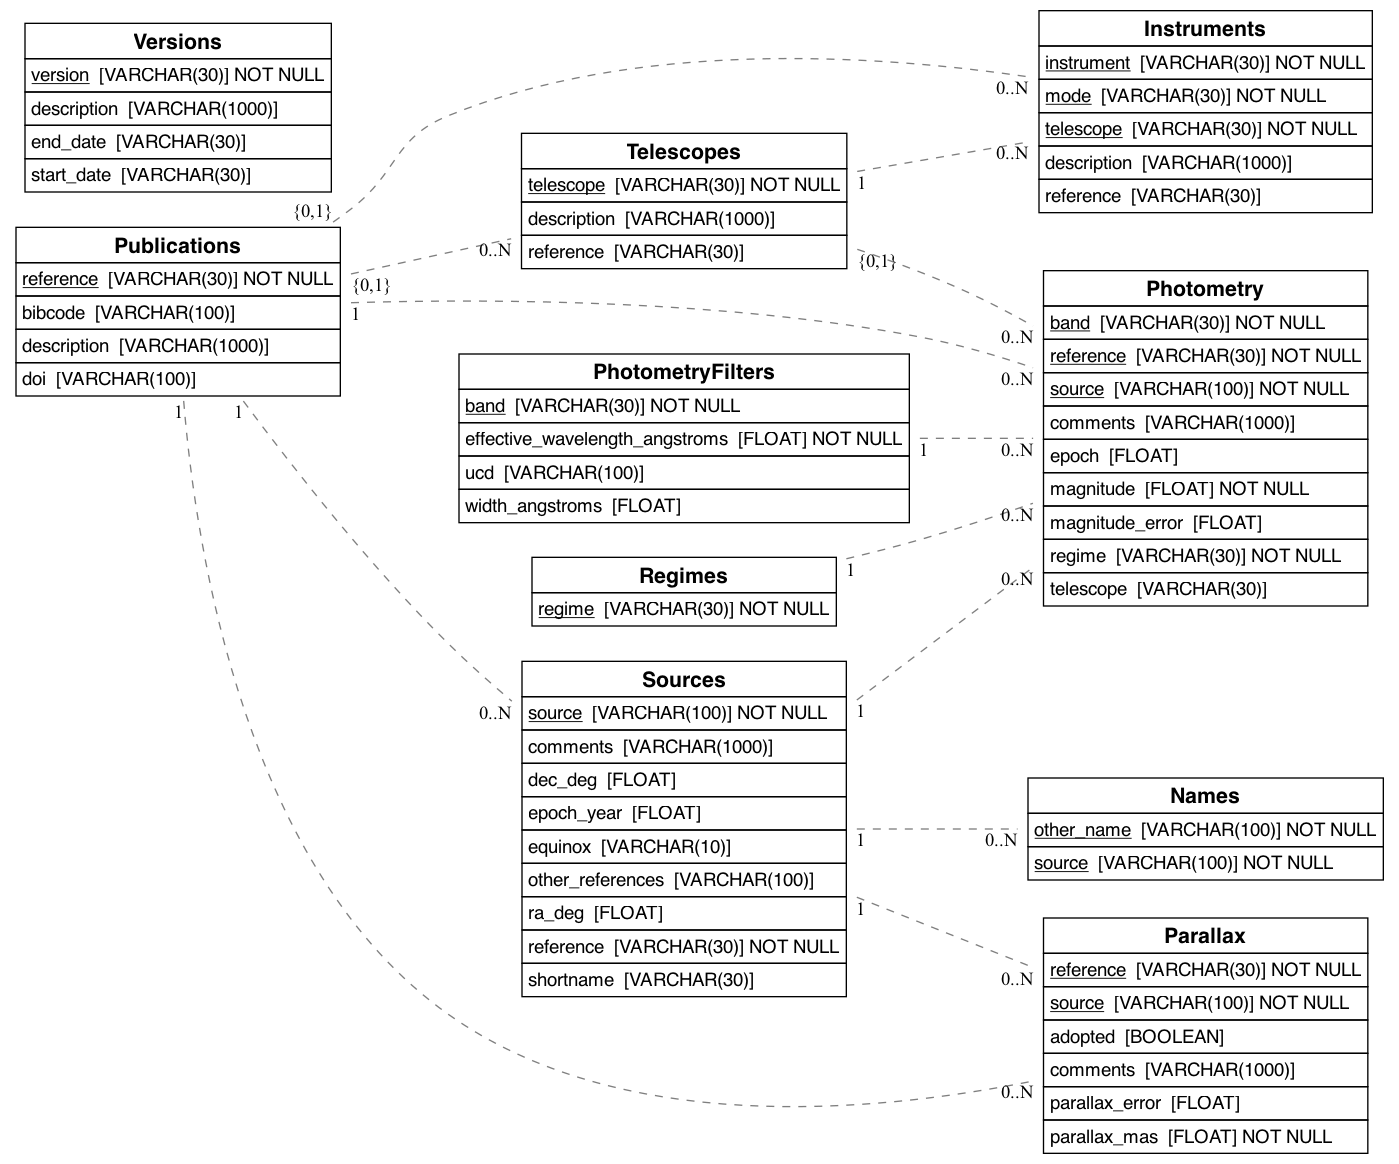 Versions
version [VARCHAR(30)] NOT NULL
description [VARCHAR(1000)]
end_date [VARCHAR(30)]
start_date [VARCHAR(30)]
{0,1}
Publications
reference [VARCHAR(30)] NOT NULL
bibcode [VARCHAR(100)]
description [VARCHAR(1000)]
doi [VARCHAR(100)]
{0,1}
1
1
1
Telescopes
telescope [VARCHAR(30)] NOT NULL
description [VARCHAR(1000)]
reference [VARCHAR(30)]
0..N
1
{0,1}
PhotometryFilters
band [VARCHAR(30)] NOT NULL
effective_wavelength_angstroms [FLOAT] NOT NULL
ucd [VARCHAR(100)]
width_angstroms [FLOAT]
1
Regimes
regime [VARCHAR(30)] NOT NULL
1
Sources
source [VARCHAR(100)] NOT NULL
comments [VARCHAR(1000)]
dec_deg [FLOAT]
epoch_year [FLOAT]
equinox [VARCHAR(10)]
other_references [VARCHAR(100)]
ra_deg [FLOAT]
reference [VARCHAR(30)] NOT NULL
shortname [VARCHAR(30)]
0..N
1
1
1
Instruments
instrument [VARCHAR(30)] NOT NULL
mode [VARCHAR(30)] NOT NULL
telescope [VARCHAR(30)] NOT NULL
description [VARCHAR(1000)]
reference [VARCHAR(30)]
0..N
0..N
Photometry
band [VARCHAR(30)] NOT NULL
reference [VARCHAR(30)] NOT NULL
source [VARCHAR(100)] NOT NULL
comments [VARCHAR(1000)]
epoch [FLOAT]
magnitude [FLOAT] NOT NULL
magnitude_error [FLOAT]
regime [VARCHAR(30)] NOT NULL
telescope [VARCHAR(30)]
0..N
0..N
0..N
0..N
0..N
Names
other_name [VARCHAR(100)] NOT NULL
source [VARCHAR(100)] NOT NULL
0..N
Parallax
reference [VARCHAR(30)] NOT NULL
source [VARCHAR(100)] NOT NULL
adopted [BOOLEAN]
comments [VARCHAR(1000)]
parallax_error [FLOAT]
parallax_mas [FLOAT] NOT NULL
0..N
0..N